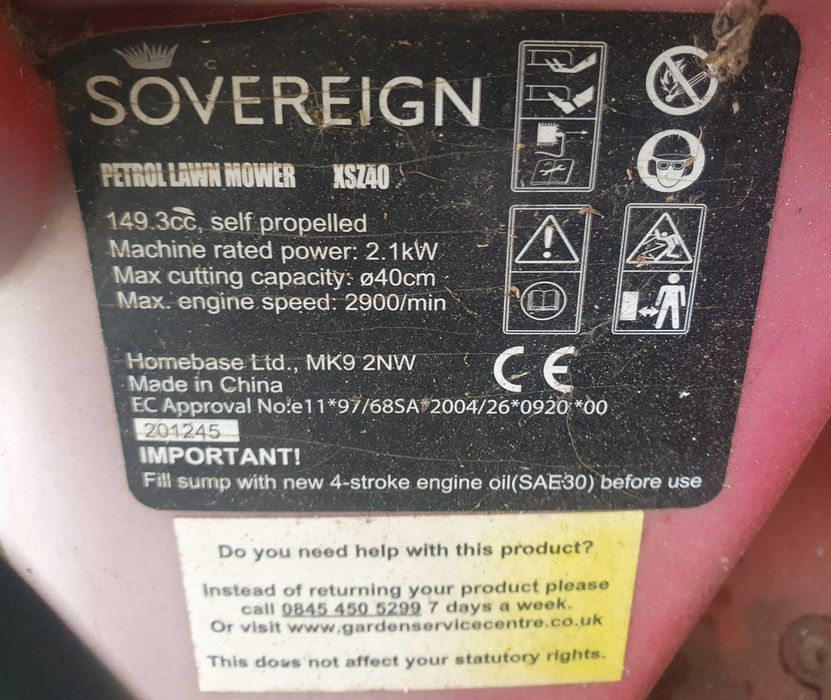 SOVEREIGN
PETROL LAWN MOWER XSZ40
149.3cc, self propelled
Machine rated power: 2.1kW
Max cutting capacity: ø40cm
Max. engine speed: 2900/min
Homebase Ltd., MK9 2NW
Made in China
CE
EC Approval No:e11*97/68SA*2004/26*0920*00
201245
IMPORTANT!
Fill sump with new 4-stroke engine oil(SAE30) before use
Do you need help with this product?
Instead of returning your product please
call 0845 450 5299 7 days a week.
Or visit www.gardenservicecentre.co.uk
This does not affect your statutory rights.